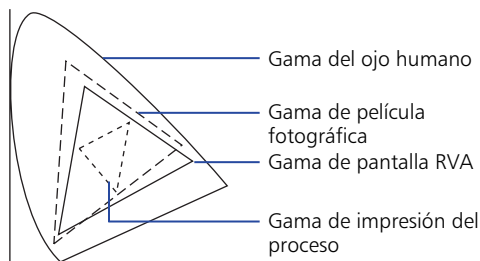 Gama del ojo humano
Gama de película
fotográfica
Gama de pantalla RVA
Gama de impresión del
proceso